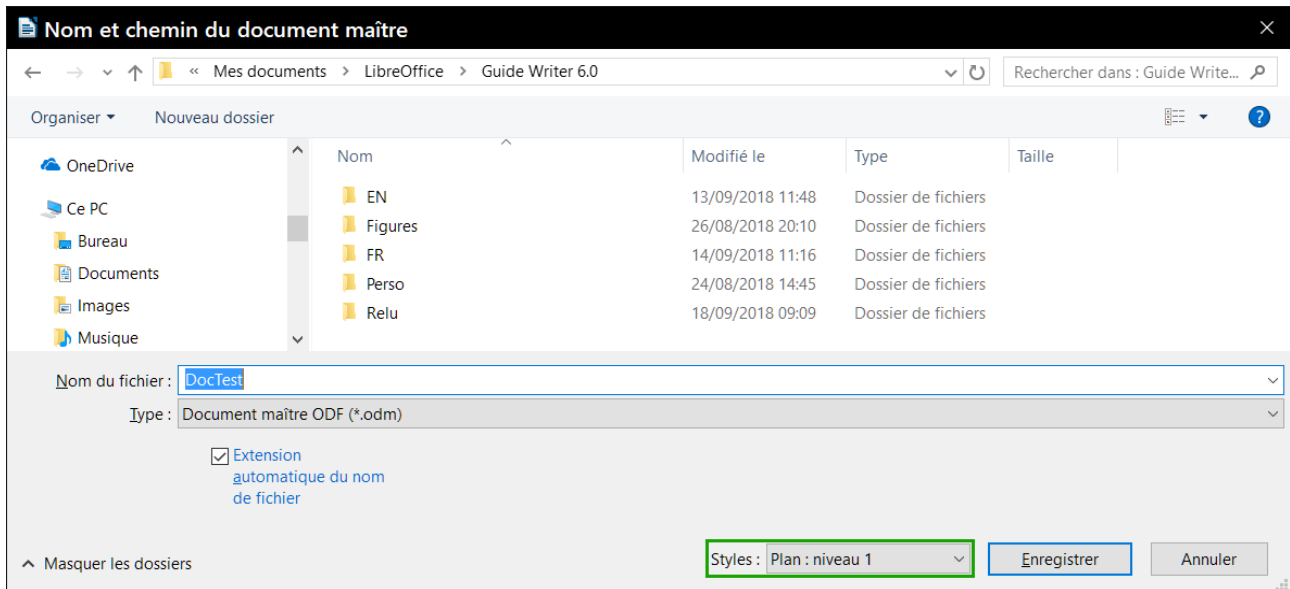 Nom et chemin du document maître
« Mes documents > LibreOffice > Guide Writer 6.0
Rechercher dans : Guide Write...
Organiser Nouveau dossier
OneDrive
Ce PC
Bureau
Documents
Images
Musique
Nom Modifié le Type Taille
EN 13/09/2018 11:48 Dossier de fichiers
Figures 26/08/2018 20:10 Dossier de fichiers
FR 14/09/2018 11:16 Dossier de fichiers
Perso 24/08/2018 14:45 Dossier de fichiers
Relu 18/09/2018 09:09 Dossier de fichiers
Nom du fichier : DocTest
Type : Document maître ODF (*.odm)
Extension
automatique du nom
de fichier
Masquer les dossiers
Styles : Plan : niveau 1
Enregistrer
Annuler